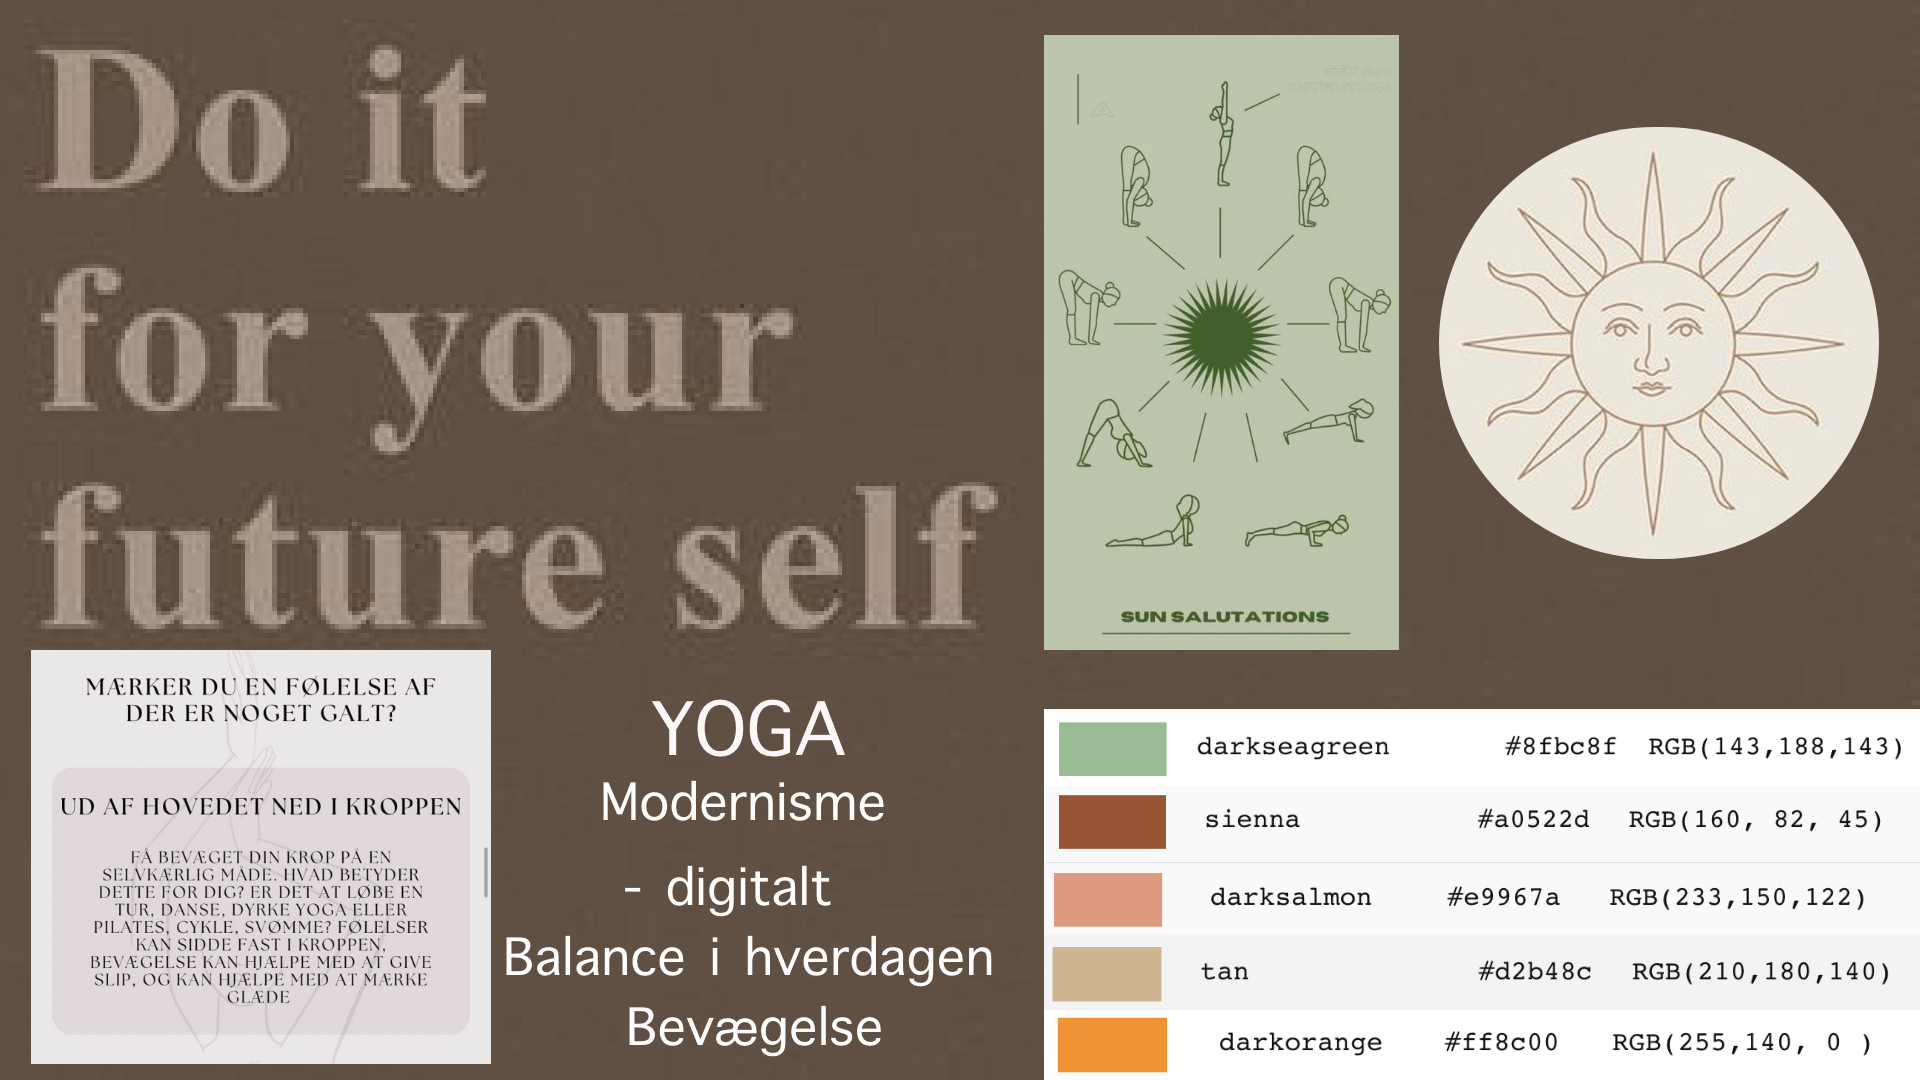 Do it
for your
future self
SET AN
INTENTION
A
SUN SALUTATIONS
MÆRKER DU EN FØLELSE AF
DER ER NOGET GALT?
UD AF HOVEDET NED I KROPPEN
FÅ BEVÆGET DIN KROP PÅ EN
SELVKÆRLIG MÅDE. HVAD BETYDER
DETTE FOR DIG? ER DET AT LØBE EN
TUR, DANSE, DYRKE YOGA ELLER
PILATES, CYKLE, SVØMME? FØLELSER
KAN SIDDE FAST I KROPPEN,
BEVÆGELSE KAN HJÆLPE MED AT GIVE
SLIP, OG KAN HJÆLPE MED AT MÆRKE
GLÆDE
YOGA
Modernisme
- digitalt
Balance i hverdagen
Bevægelse
darkseagreen #8fbc8f RGB(143,188,143)
sienna #a0522d RGB(160, 82, 45)
darksalmon #e9967a RGB(233,150,122)
tan #d2b48c RGB(210,180,140)
darkorange #ff8c00 RGB(255,140, 0 )